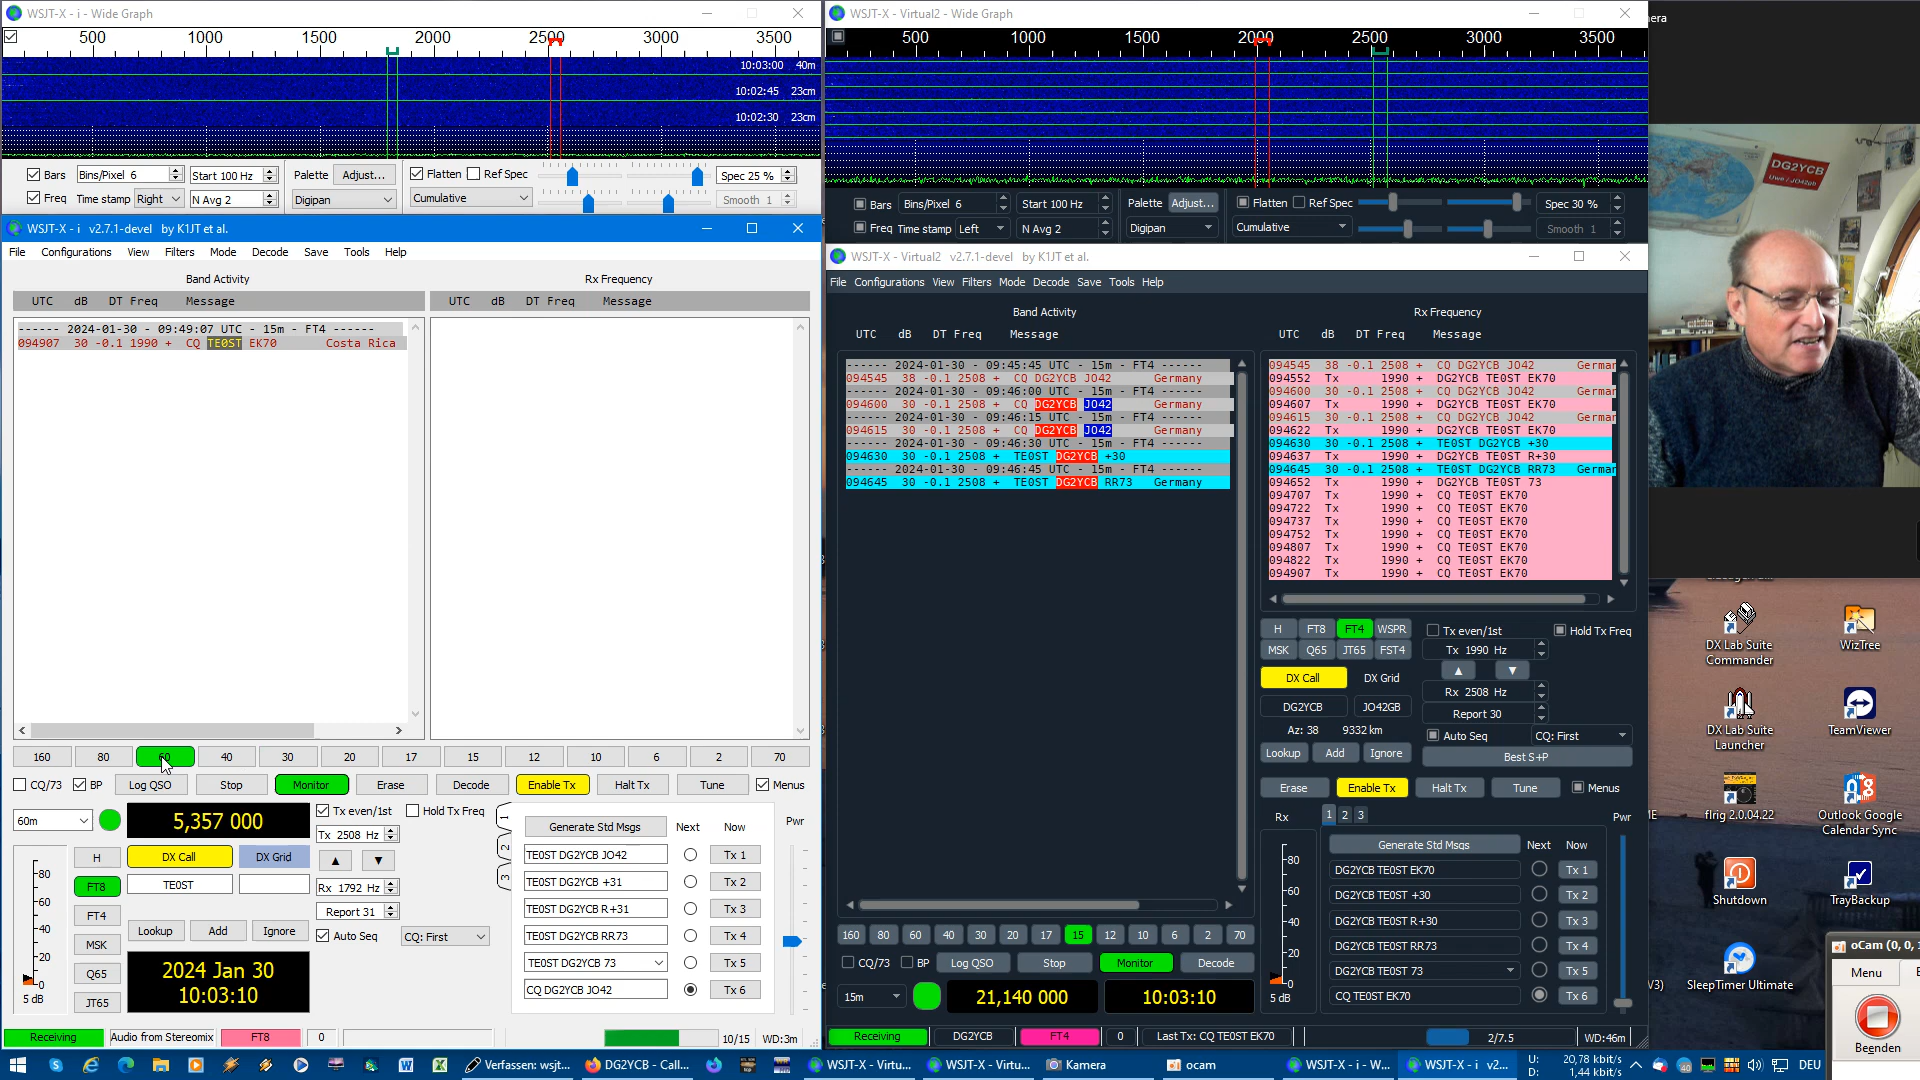 WSJT-X - i - Wide Graph
500 1000 1500 2000 2500 3000 3500
10:03:00 40m
10:02:45 23cm
10:02:30 23cm
Bars Bins/Pixel 6 Start 100 Hz Palette Adjust... Flatten Ref Spec Spec 25 %
Freq Time stamp Right N Avg 2 Digipan Cumulative Smooth 1
WSJT-X - i v2.7.1-devel by K1JT et al.
File Configurations View Filters Mode Decode Save Tools Help
Band Activity Rx Frequency
UTC dB DT Freq Message UTC dB DT Freq Message
------ 2024-01-30 - 09:49:07 UTC - 15m - FT4 ------
094907 30 -0.1 1990 + CQ TE0ST EK70 Costa Rica
160 80 60 40 30 20 17 15 12 10 6 2 70
CQ/73 BP Log QSO Stop Monitor Erase Decode Enable Tx Halt Tx Tune Menus
60m 5,357 000 Tx even/1st Hold Tx Freq
Tx 2508 Hz
H DX Call DX Grid
FT8 TE0ST Rx 1792 Hz
FT4 Report 31
MSK Lookup Add Ignore Auto Seq CQ: First
Q65 2024 Jan 30
JT65 10:03:10
80
60
40
20
0
5 dB
1
2
3
Generate Std Msgs Next Now Pwr
TE0ST DG2YCB JO42 Tx 1
TE0ST DG2YCB +31 Tx 2
TE0ST DG2YCB R+31 Tx 3
TE0ST DG2YCB RR73 Tx 4
TE0ST DG2YCB 73 Tx 5
CQ DG2YCB JO42 Tx 6
Receiving Audio from Stereomix FT8 0 10/15 WD:3m
WSJT-X - Virtual2 - Wide Graph
500 1000 1500 2000 2500 3000 3500
Bars Bins/Pixel 6 Start 100 Hz Palette Adjust... Flatten Ref Spec Spec 30 %
Freq Time stamp Left N Avg 2 Digipan Cumulative Smooth 1
WSJT-X - Virtual2 v2.7.1-devel by K1JT et al.
File Configurations View Filters Mode Decode Save Tools Help
Band Activity
UTC dB DT Freq Message
------ 2024-01-30 - 09:45:45 UTC - 15m - FT4 ------
094545 38 -0.1 2508 + CQ DG2YCB JO42 Germany
------ 2024-01-30 - 09:46:00 UTC - 15m - FT4 ------
094600 30 -0.1 2508 + CQ DG2YCB JO42 Germany
------ 2024-01-30 - 09:46:15 UTC - 15m - FT4 ------
094615 30 -0.1 2508 + CQ DG2YCB JO42 Germany
------ 2024-01-30 - 09:46:30 UTC - 15m - FT4 ------
094630 30 -0.1 2508 + TE0ST DG2YCB +30
------ 2024-01-30 - 09:46:45 UTC - 15m - FT4 ------
094645 30 -0.1 2508 + TE0ST DG2YCB RR73 Germany
Rx Frequency
UTC dB DT Freq Message
094545 38 -0.1 2508 + CQ DG2YCB JO42 Germar
094552 Tx 1990 + DG2YCB TE0ST EK70
094600 30 -0.1 2508 + CQ DG2YCB JO42 Germar
094607 Tx 1990 + DG2YCB TE0ST EK70
094615 30 -0.1 2508 + CQ DG2YCB JO42 Germar
094622 Tx 1990 + DG2YCB TE0ST EK70
094630 30 -0.1 2508 + TE0ST DG2YCB +30
094637 Tx 1990 + DG2YCB TE0ST R+30
094645 30 -0.1 2508 + TE0ST DG2YCB RR73 Germar
094652 Tx 1990 + DG2YCB TE0ST 73
094707 Tx 1990 + CQ TE0ST EK70
094722 Tx 1990 + CQ TE0ST EK70
094737 Tx 1990 + CQ TE0ST EK70
094752 Tx 1990 + CQ TE0ST EK70
094807 Tx 1990 + CQ TE0ST EK70
094822 Tx 1990 + CQ TE0ST EK70
094907 Tx 1990 + CQ TE0ST EK70
160 80 60 40 30 20 17 15 12 10 6 2 70
CQ/73 BP Log QSO Stop Monitor Decode
15m 21,140 000 10:03:10
H FT8 FT4 WSPR Tx even/1st Hold Tx Freq
MSK Q65 JT65 FST4 Tx 1990 Hz
DX Call DX Grid
DG2YCB JO42GB Rx 2508 Hz
Report 30
Az: 38 9332 km Auto Seq CQ: First
Lookup Add Ignore Best S+P
Erase Enable Tx Halt Tx Tune Menus
Rx 1 2 3 Pwr
80
60
40
20
0
5 dB
Generate Std Msgs Next Now
DG2YCB TE0ST EK70 Tx 1
DG2YCB TE0ST +30 Tx 2
DG2YCB TE0ST R+30 Tx 3
DG2YCB TE0ST RR73 Tx 4
DG2YCB TE0ST 73 Tx 5
CQ TE0ST EK70 Tx 6
Receiving DG2YCB FT4 0 Last Tx: CQ TE0ST EK70 2/7.5 WD:46m
nera
DG2YCB
Uwe / JO42gb
DX Lab Suite Commander
WizTree
DX Lab Suite Launcher
TeamViewer
flrig 2.0.04.22
Outlook Google Calendar Sync
Shutdown
TrayBackup
SleepTimer Ultimate
ME
V3)
oCam (0, 0, 1
Menu
Beenden
Verfassen: wsjt... DG2YCB - Call... WSJT-X - Virtu... WSJT-X - Virtu... Kamera ocam WSJT-X - i - W... WSJT-X - i v2...
U: 20,78 kbit/s
D: 1,44 kbit/s
40
DEU